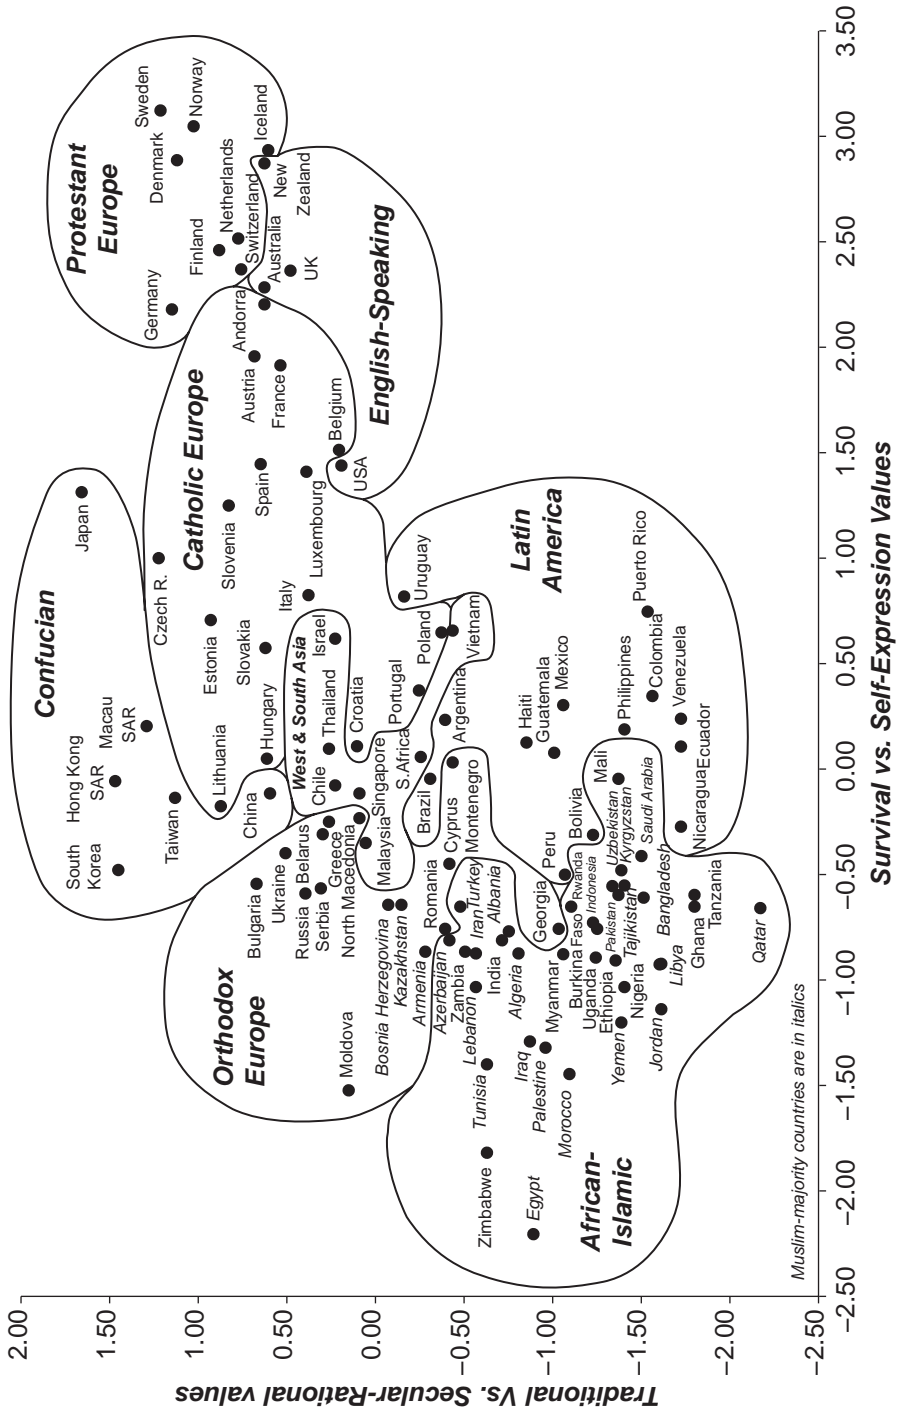 Traditional Vs. Secular-Rational values
2.00
1.50
1.00
0.50
0.00
–0.50
–1.00
–1.50
–2.00
–2.50
Confucian
Japan
Hong Kong
SAR
Macau
SAR
South
Korea
Taiwan
China
Protestant
Europe
Sweden
Denmark
Norway
Iceland
Netherlands
Finland
Switzerland
Germany
Catholic Europe
Andorra
Austria
France
Belgium
Spain
Luxembourg
Slovenia
Czech R.
Italy
Estonia
Slovakia
Hungary
Lithuania
Croatia
Portugal
Poland
English-Speaking
New
Zealand
Australia
UK
USA
West & South Asia
Israel
Thailand
Chile
Singapore
Malaysia
S.Africa
Vietnam
Cyprus
Montenegro
Orthodox
Europe
Bulgaria
Ukraine
Belarus
Russia
Greece
Serbia
North Macedonia
Moldova
Bosnia Herzegovina
Kazakhstan
Armenia
Romania
Georgia
Latin
America
Uruguay
Argentina
Brazil
Haiti
Guatemala
Mexico
Puerto Rico
Philippines
Colombia
Venezuela
Ecuador
Nicaragua
Peru
Bolivia
African-
Islamic
Azerbaijan
Zambia
Lebanon
Turkey
Iran
Albania
India
Algeria
Tunisia
Iraq
Palestine
Morocco
Zimbabwe
Egypt
Myanmar
Burkina
Faso
Rwanda
Indonesia
Uganda
Ethiopia
Pakistan
Nigeria
Tajikistan
Uzbekistan
Kyrgyzstan
Mali
Saudi Arabia
Bangladesh
Yemen
Jordan
Libya
Ghana
Tanzania
Qatar
Muslim-majority countries are in italics
–2.50
–2.00
–1.50
–1.00
–0.50
0.00
0.50
1.00
1.50
2.00
2.50
3.00
3.50
Survival vs. Self-Expression Values